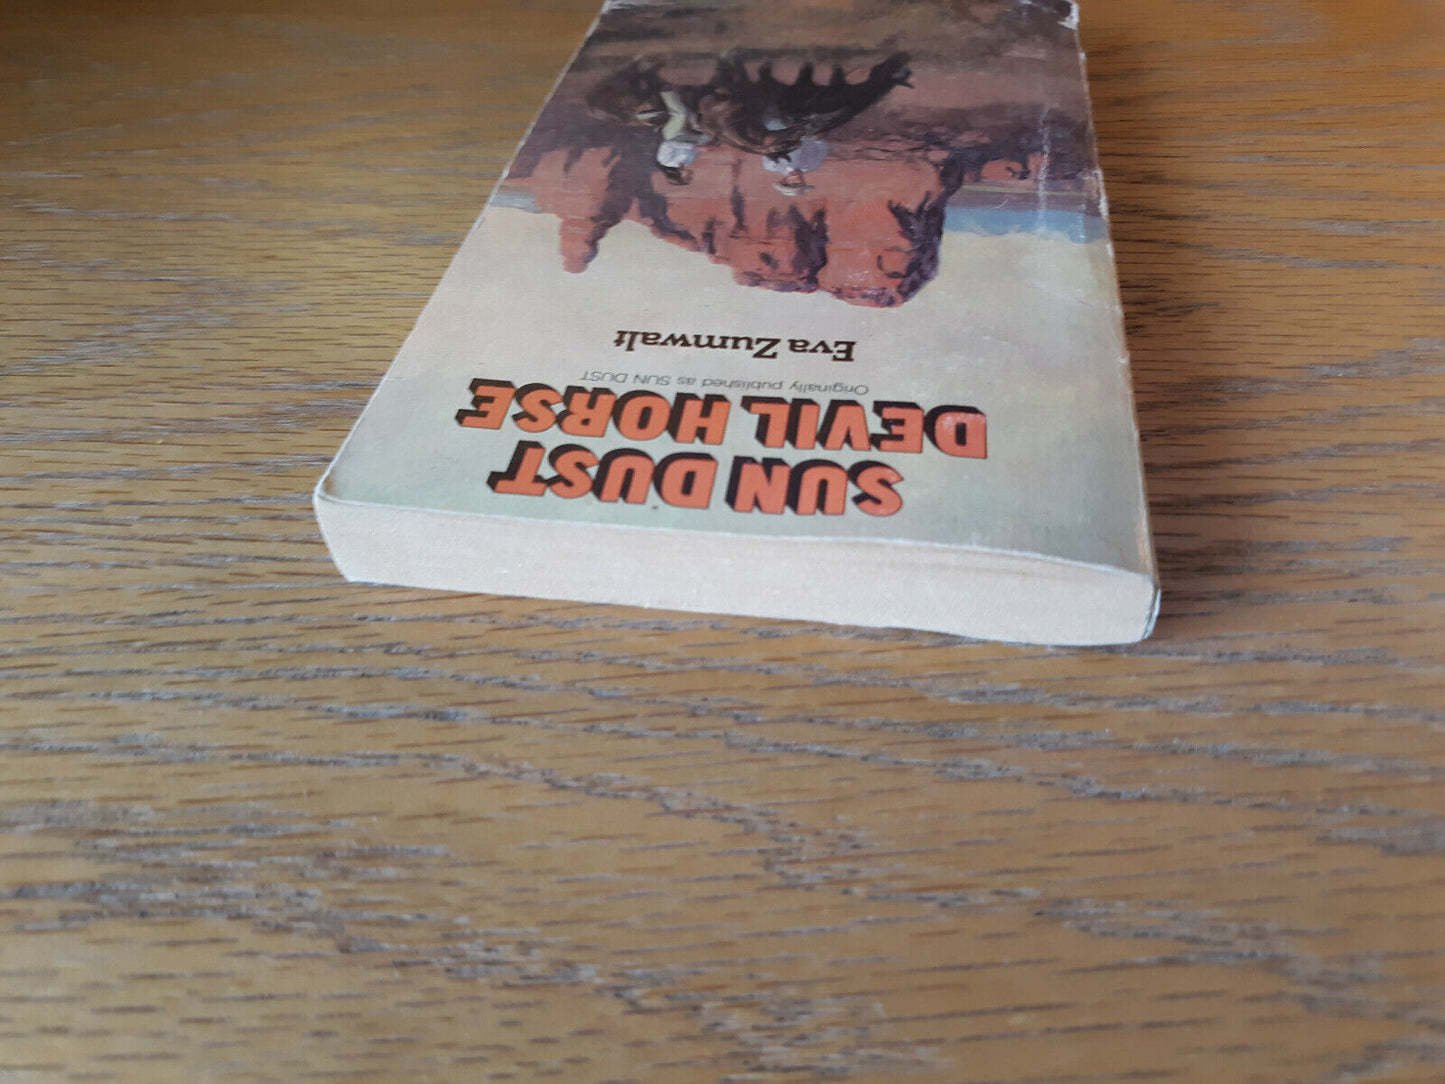 SUN DUST
DEVIL HORSE
Originally published as SUN DUST
Eva Zumwalt